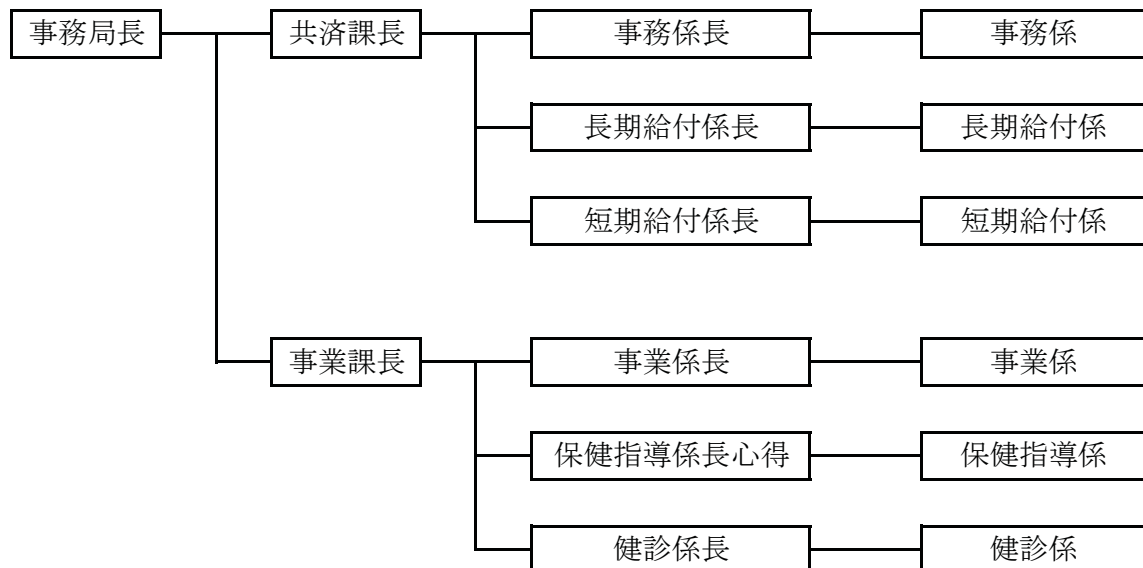 事務局長 共済課長 事務係長 事務係
長期給付係長 長期給付係
短期給付係長 短期給付係
事業課長 事業係長 事業係
保健指導係長心得 保健指導係
健診係長 健診係